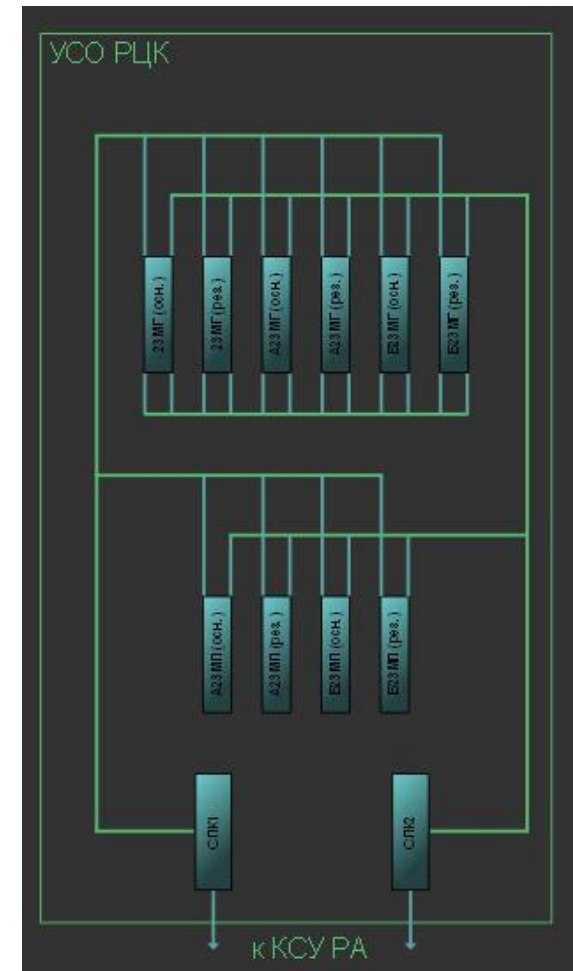 УСО РЦК
23 МГ (осн.)
23 МГ (рез.)
А23 МГ (осн.)
А23 МГ (рез.)
Б23 МГ (осн.)
Б23 МГ (рез.)
А23 МП (осн.)
А23 МП (рез.)
Б23 МП (осн.)
Б23 МП (рез.)
СПК1
СПК2
к КСУ РА